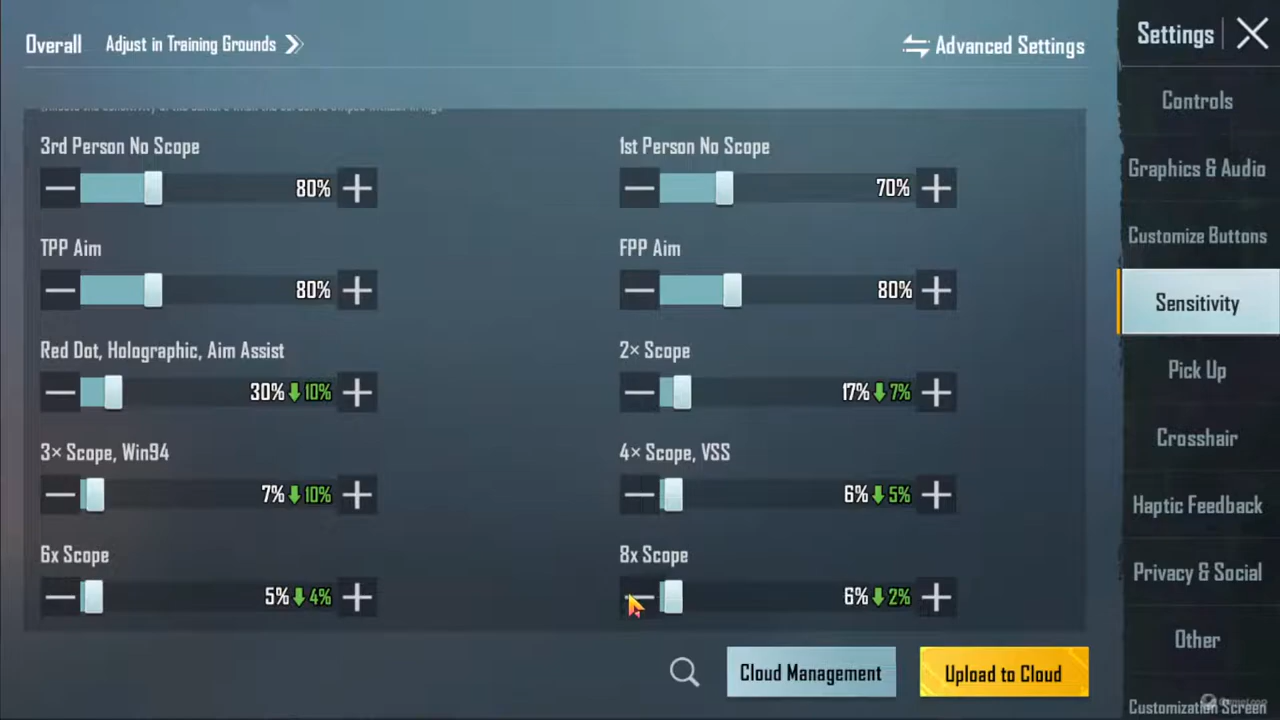 Overall
Adjust in Training Grounds
Advanced Settings
Settings
3rd Person No Scope
80%
1st Person No Scope
70%
TPP Aim
80%
FPP Aim
80%
Red Dot, Holographic, Aim Assist
30% 10%
2× Scope
17% 7%
3× Scope, Win94
7% 10%
4× Scope, VSS
6% 5%
6x Scope
5% 4%
8x Scope
6% 2%
Cloud Management
Upload to Cloud
Controls
Graphics & Audio
Customize Buttons
Sensitivity
Pick Up
Crosshair
Haptic Feedback
Privacy & Social
Other
Customization Screen